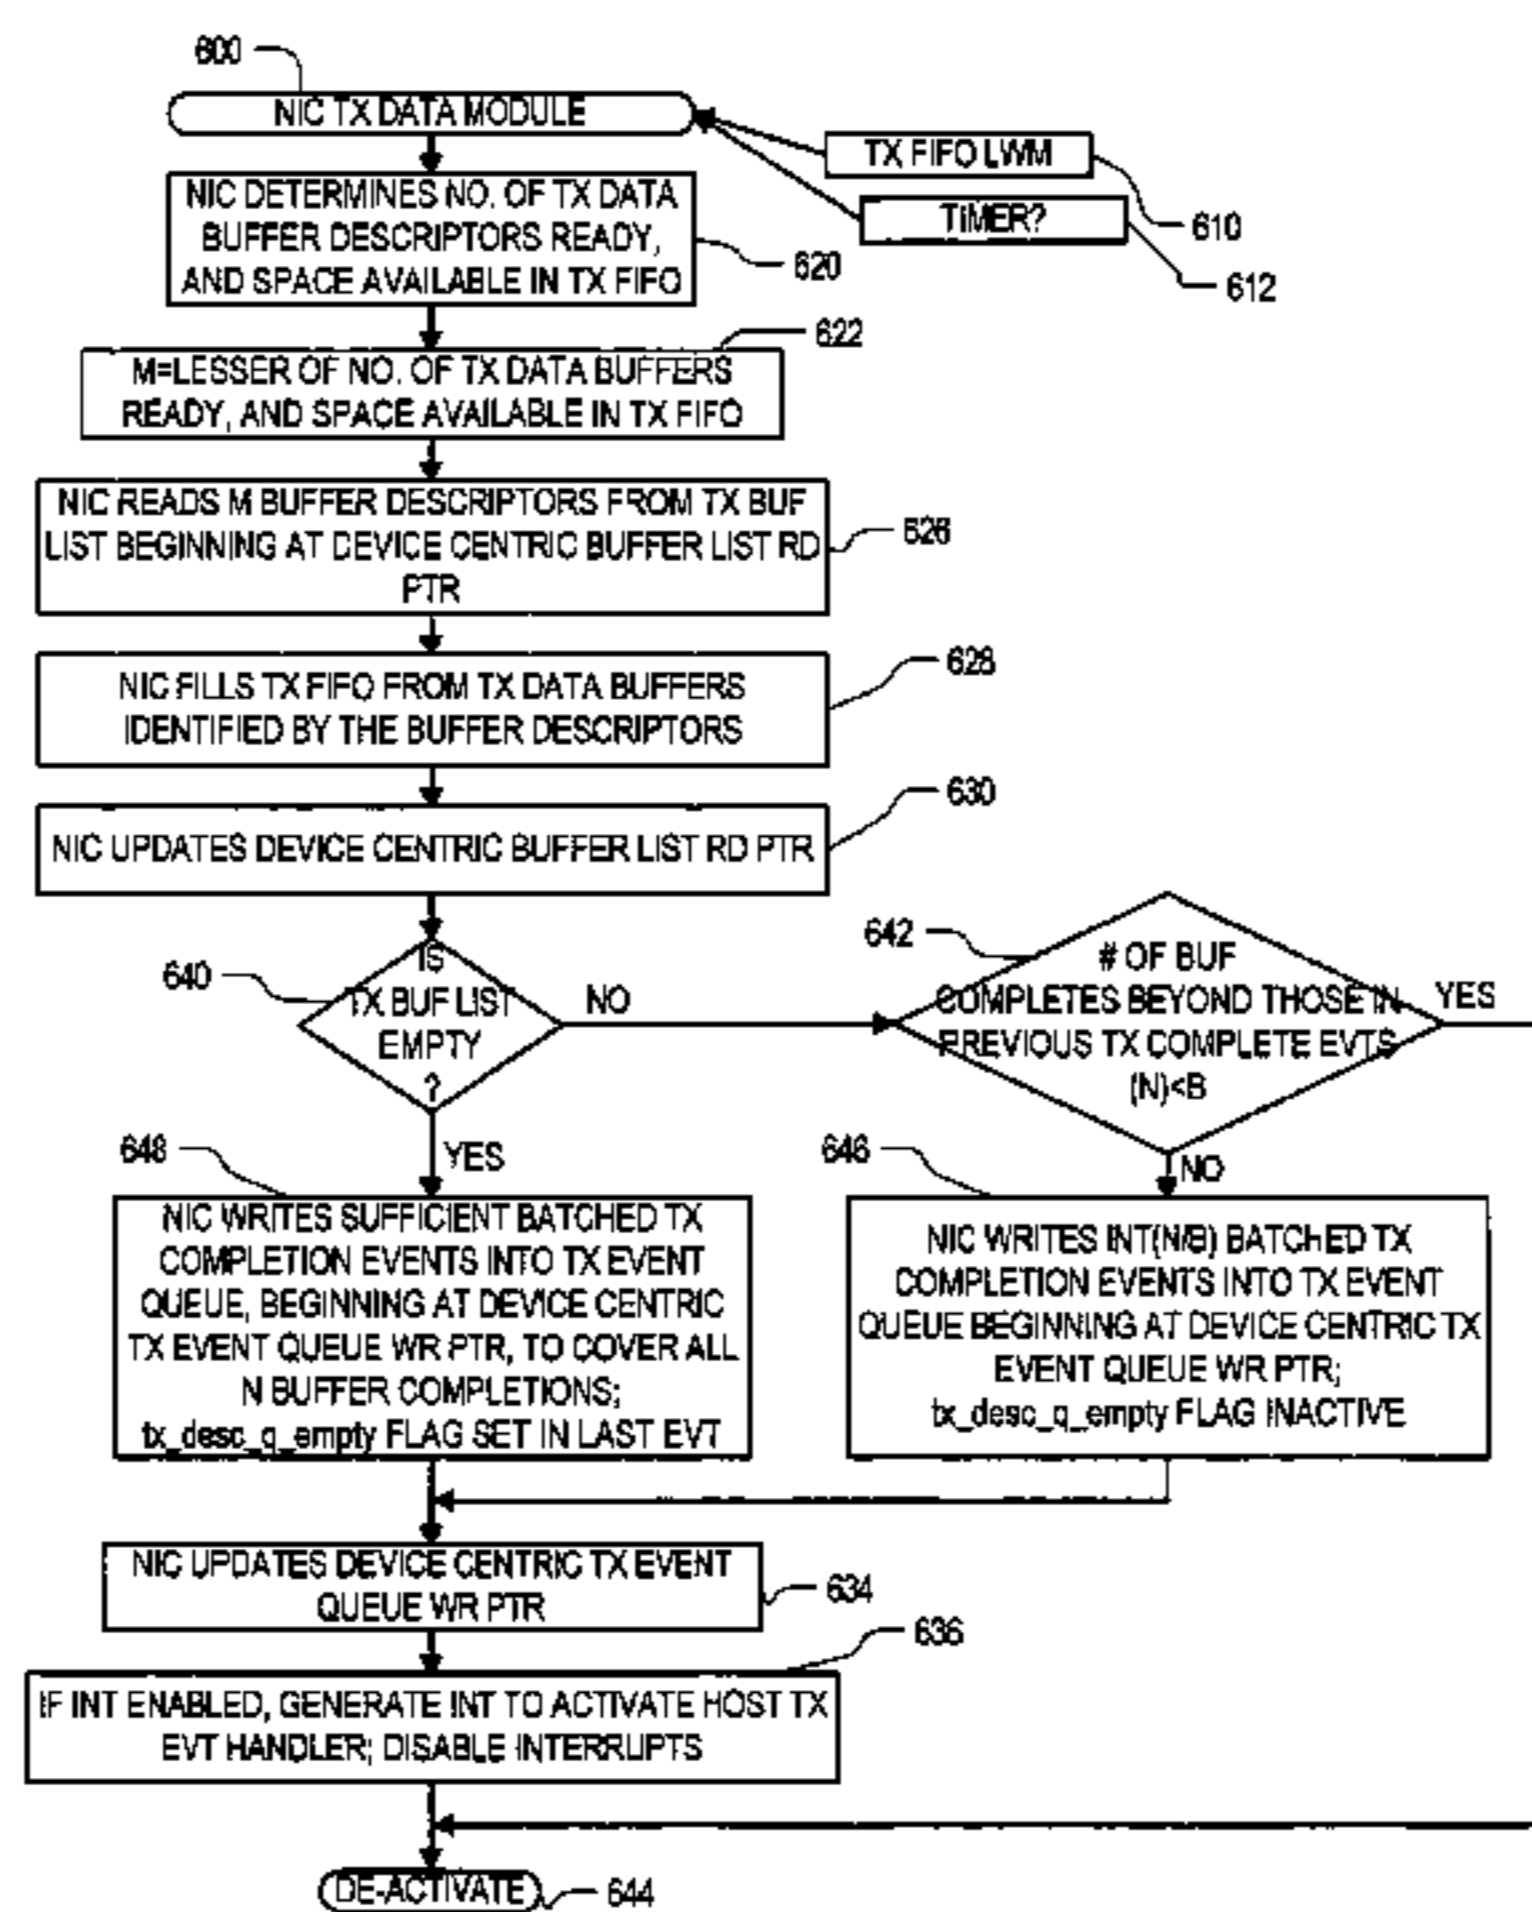 600
NIC TX DATA MODULE
TX FIFO LWM
610
TIMER?
612
NIC DETERMINES NO. OF TX DATA
BUFFER DESCRIPTORS READY,
AND SPACE AVAILABLE IN TX FIFO
620
622
M=LESSER OF NO. OF TX DATA BUFFERS
READY, AND SPACE AVAILABLE IN TX FIFO
NIC READS M BUFFER DESCRIPTORS FROM TX BUF
LIST BEGINNING AT DEVICE CENTRIC BUFFER LIST RD
PTR
626
NIC FILLS TX FIFO FROM TX DATA BUFFERS
IDENTIFIED BY THE BUFFER DESCRIPTORS
628
NIC UPDATES DEVICE CENTRIC BUFFER LIST RD PTR
630
640
IS
TX BUF LIST
EMPTY
?
NO
YES
642
# OF BUF
COMPLETES BEYOND THOSE IN
PREVIOUS TX COMPLETE EVTS
(N)<B
YES
NO
648
NIC WRITES SUFFICIENT BATCHED TX
COMPLETION EVENTS INTO TX EVENT
QUEUE, BEGINNING AT DEVICE CENTRIC
TX EVENT QUEUE WR PTR, TO COVER ALL
N BUFFER COMPLETIONS;
tx_desc_q_empty FLAG SET IN LAST EVT
646
NIC WRITES INT(N/B) BATCHED TX
COMPLETION EVENTS INTO TX EVENT
QUEUE BEGINNING AT DEVICE CENTRIC TX
EVENT QUEUE WR PTR;
tx_desc_q_empty FLAG INACTIVE
NIC UPDATES DEVICE CENTRIC TX EVENT
QUEUE WR PTR
634
636
IF INT ENABLED, GENERATE INT TO ACTIVATE HOST TX
EVT HANDLER; DISABLE INTERRUPTS
DE-ACTIVATE
644